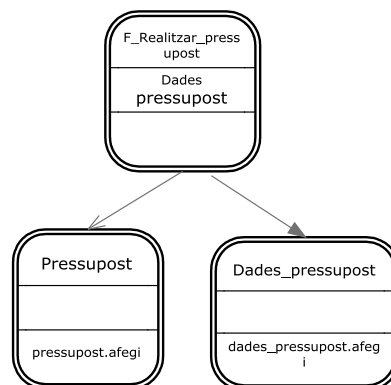 F_Realitzar_press
upost
Dades
pressupost
Pressupost
pressupost.afegi
Dades_pressupost
dades_pressupost.afeg
i